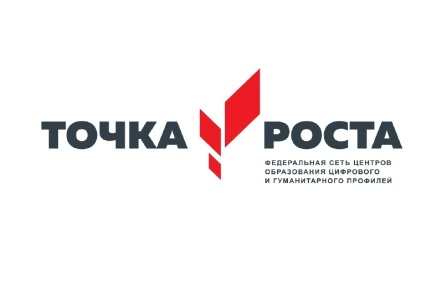 ТОЧКА РОСТА
ФЕДЕРАЛЬНАЯ СЕТЬ ЦЕНТРОВ
ОБРАЗОВАНИЯ ЦИФРОВОГО
И ГУМАНИТАРНОГО ПРОФИЛЕЙ